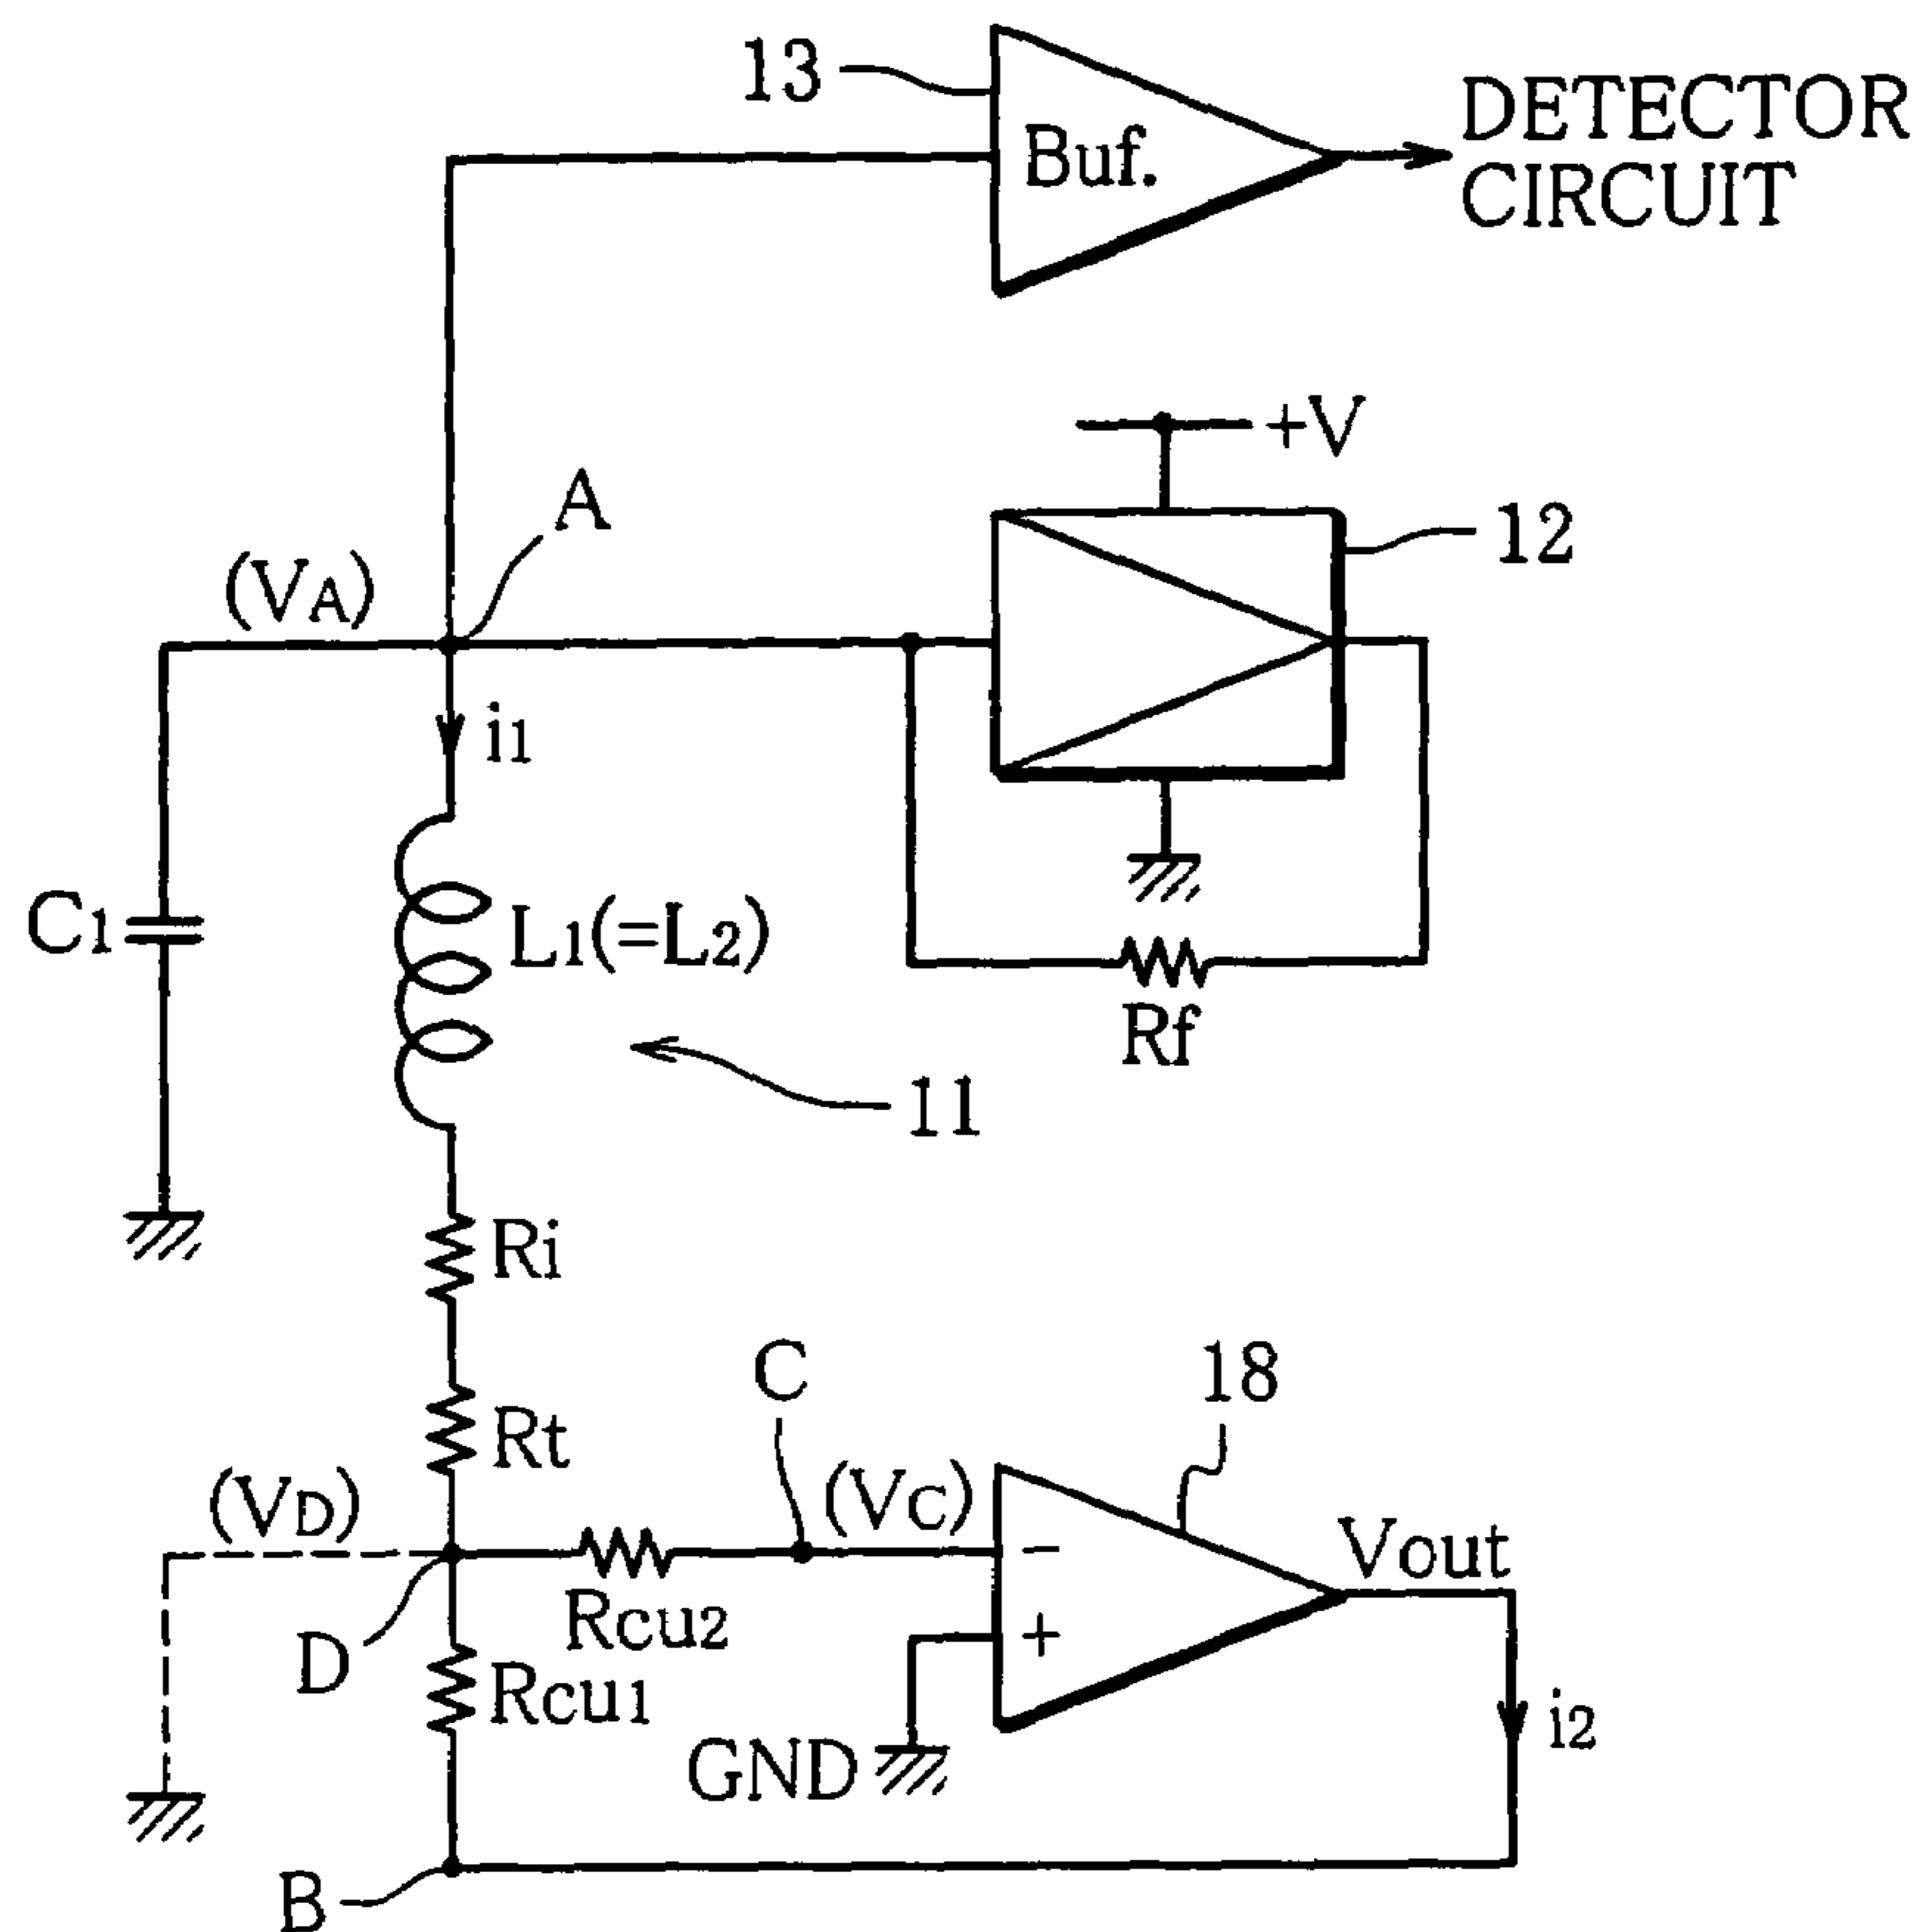 13
Buf.
DETECTOR
CIRCUIT
+V
A
12
(VA)
i1
C1
L1(=L2)
Rf
11
Ri
C
18
Rt
(VD)
(VC)
Vout
-
Rcu2
+
D
Rcu1
GND
i2
B